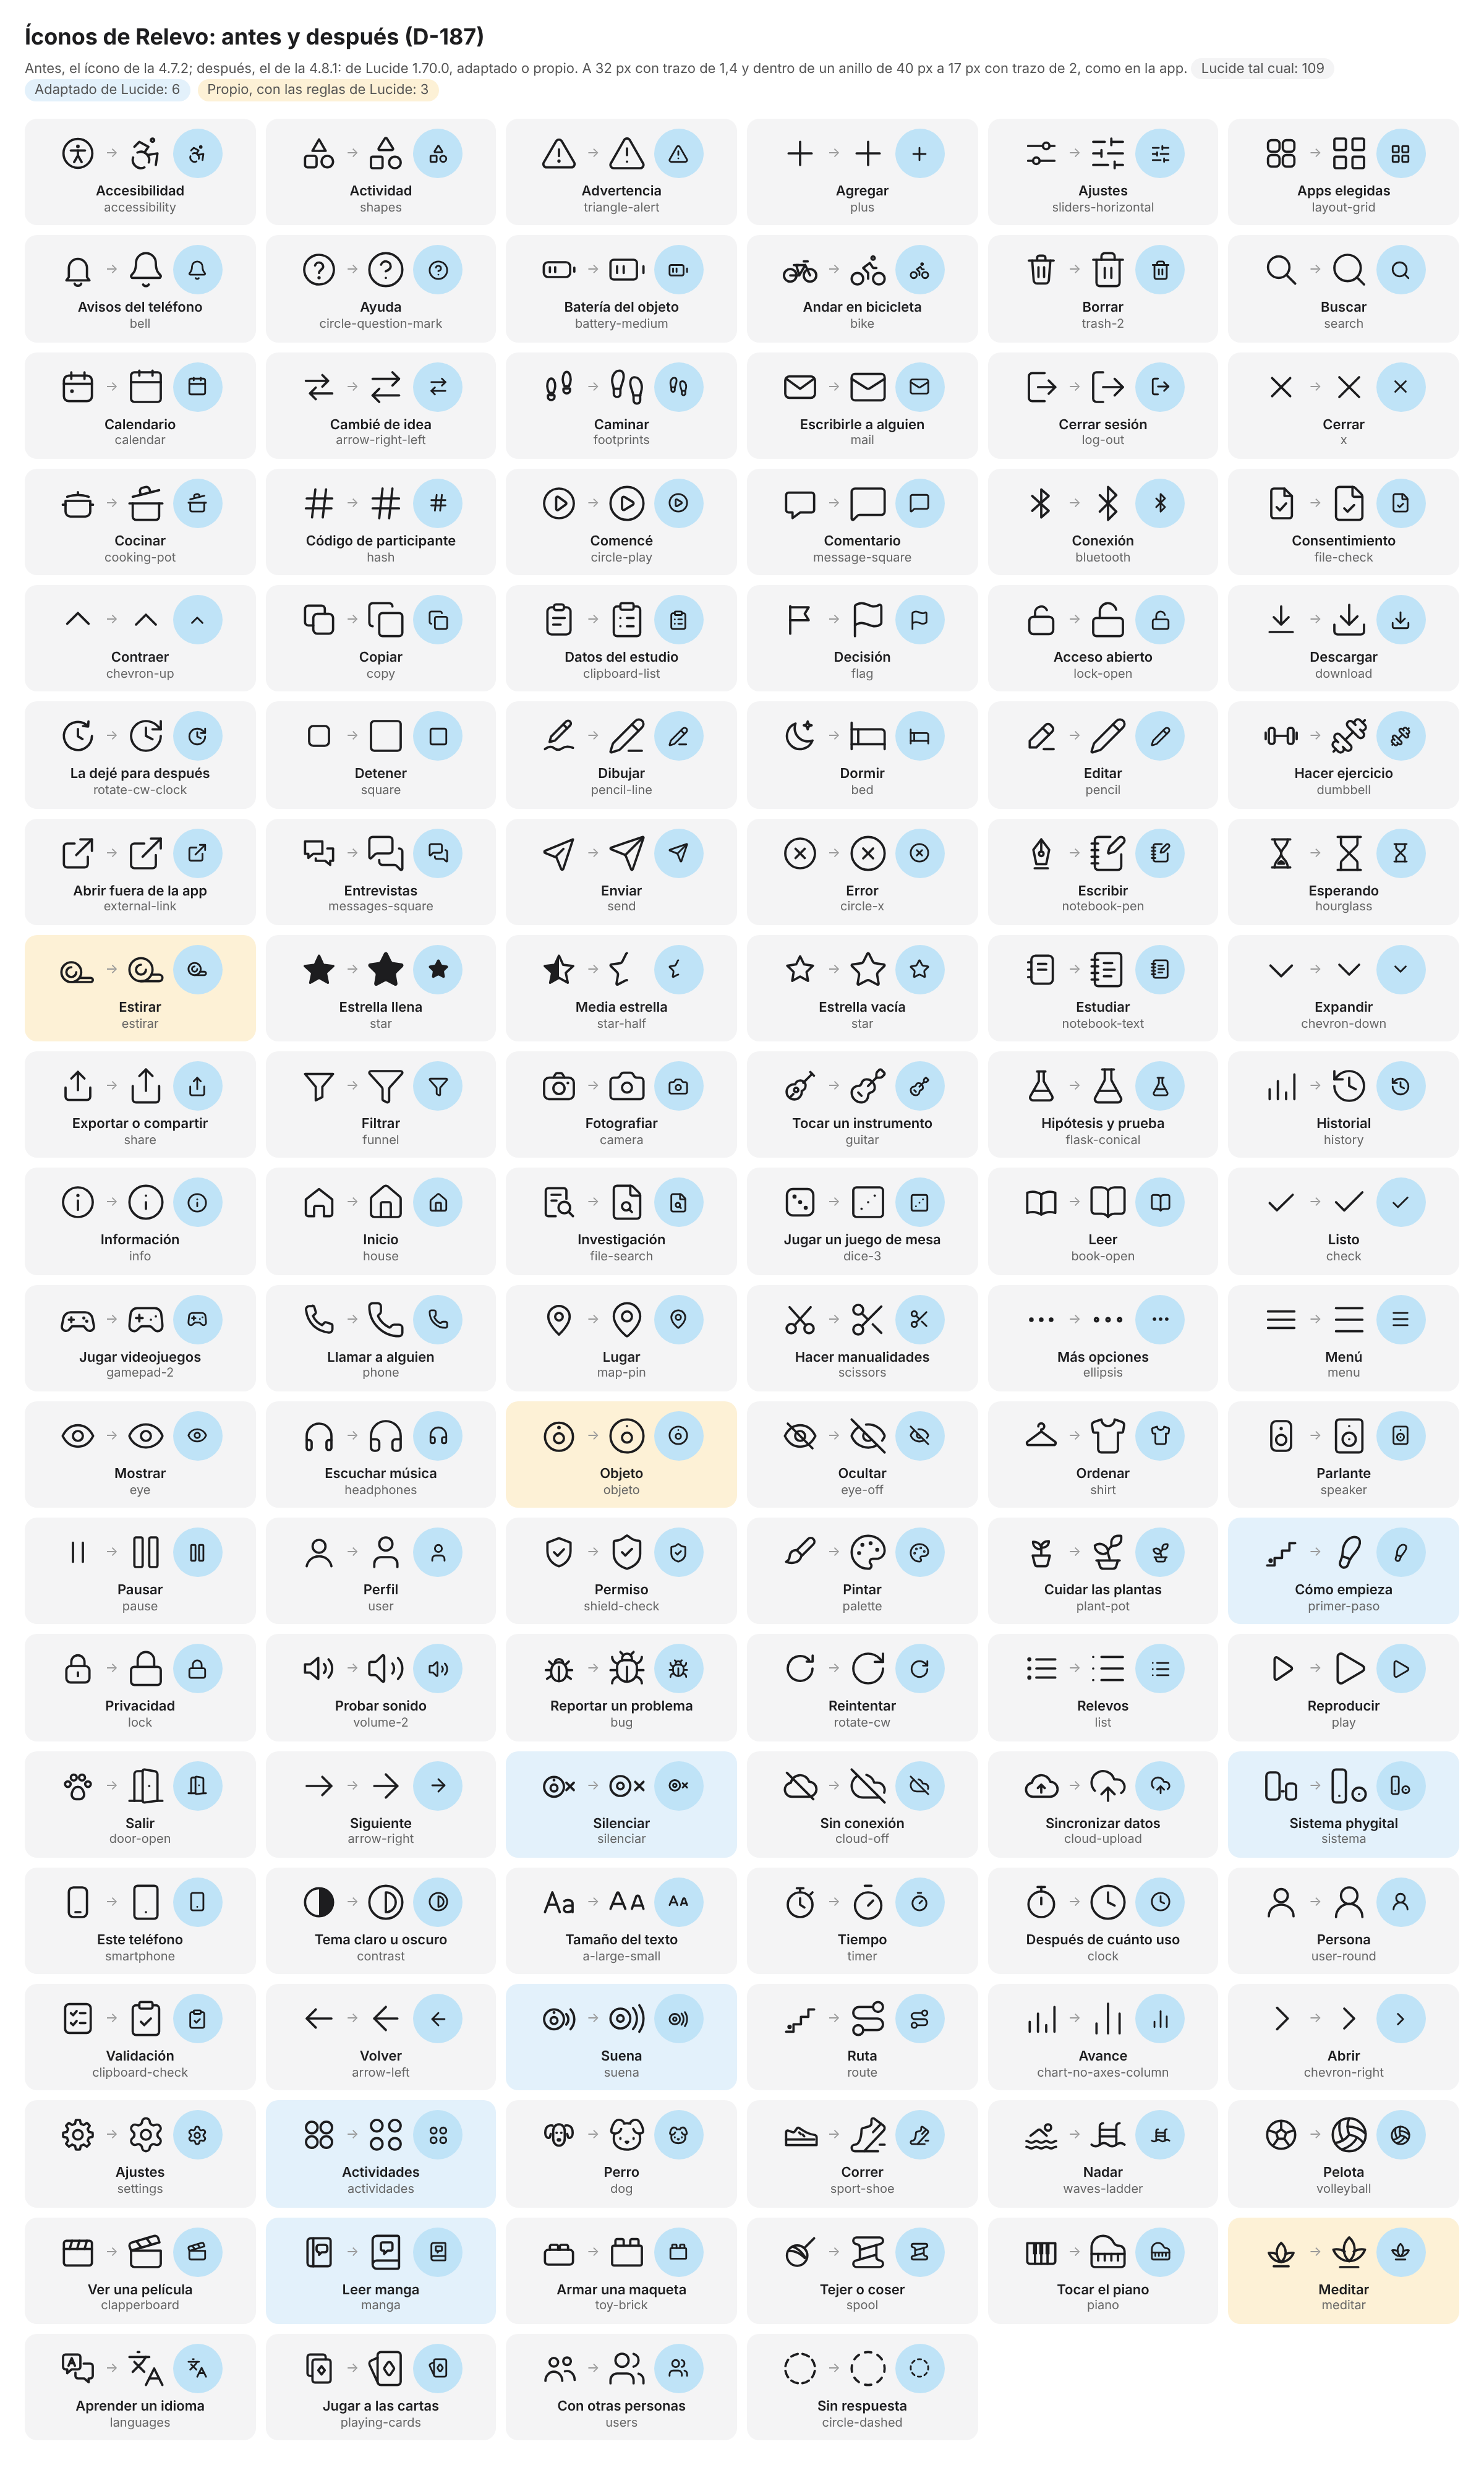 Íconos de Relevo: antes y después (D-187)
Antes, el ícono de la 4.7.2; después, el de la 4.8.1: de Lucide 1.70.0, adaptado o propio. A 32 px con trazo de 1,4 y dentro de un anillo de 40 px a 17 px con trazo de 2, como en la app. Lucide tal cual: 109
Adaptado de Lucide: 6 Propio, con las reglas de Lucide: 3
Accesibilidad Actividad Advertencia Agregar Ajustes Apps elegidas
accessibility shapes triangle-alert plus sliders-horizontal layout-grid
Avisos del teléfono Ayuda Batería del objeto Andar en bicicleta Borrar Buscar
bell circle-question-mark battery-medium bike trash-2 search
Calendario Cambié de idea Caminar Escribirle a alguien Cerrar sesión Cerrar
calendar arrow-right-left footprints mail log-out x
Cocinar Código de participante Comencé Comentario Conexión Consentimiento
cooking-pot hash circle-play message-square bluetooth file-check
Contraer Copiar Datos del estudio Decisión Acceso abierto Descargar
chevron-up copy clipboard-list flag lock-open download
La dejé para después Detener Dibujar Dormir Editar Hacer ejercicio
rotate-cw-clock square pencil-line bed pencil dumbbell
Abrir fuera de la app Entrevistas Enviar Error Escribir Esperando
external-link messages-square send circle-x notebook-pen hourglass
Estirar Estrella llena Media estrella Estrella vacía Estudiar Expandir
estirar star star-half star notebook-text chevron-down
Exportar o compartir Filtrar Fotografiar Tocar un instrumento Hipótesis y prueba Historial
share funnel camera guitar flask-conical history
Información Inicio Investigación Jugar un juego de mesa Leer Listo
info house file-search dice-3 book-open check
Jugar videojuegos Llamar a alguien Lugar Hacer manualidades Más opciones Menú
gamepad-2 phone map-pin scissors ellipsis menu
Mostrar Escuchar música Objeto Ocultar Ordenar Parlante
eye headphones objeto eye-off shirt speaker
Pausar Perfil Permiso Pintar Cuidar las plantas Cómo empieza
pause user shield-check palette plant-pot primer-paso
Privacidad Probar sonido Reportar un problema Reintentar Relevos Reproducir
lock volume-2 bug rotate-cw list play
Salir Siguiente Silenciar Sin conexión Sincronizar datos Sistema phygital
door-open arrow-right silenciar cloud-off cloud-upload sistema
Aa
Este teléfono Tema claro u oscuro Tamaño del texto Tiempo Después de cuánto uso Persona
smartphone contrast a-large-small timer clock user-round
Validación Volver Suena Ruta Avance Abrir
clipboard-check arrow-left suena route chart-no-axes-column chevron-right
Ajustes Actividades Perro Correr Nadar Pelota
settings actividades dog sport-shoe waves-ladder volleyball
Ver una película Leer manga Armar una maqueta Tejer o coser Tocar el piano Meditar
clapperboard manga toy-brick spool piano meditar
Aprender un idioma Jugar a las cartas Con otras personas Sin respuesta
languages playing-cards users circle-dashed